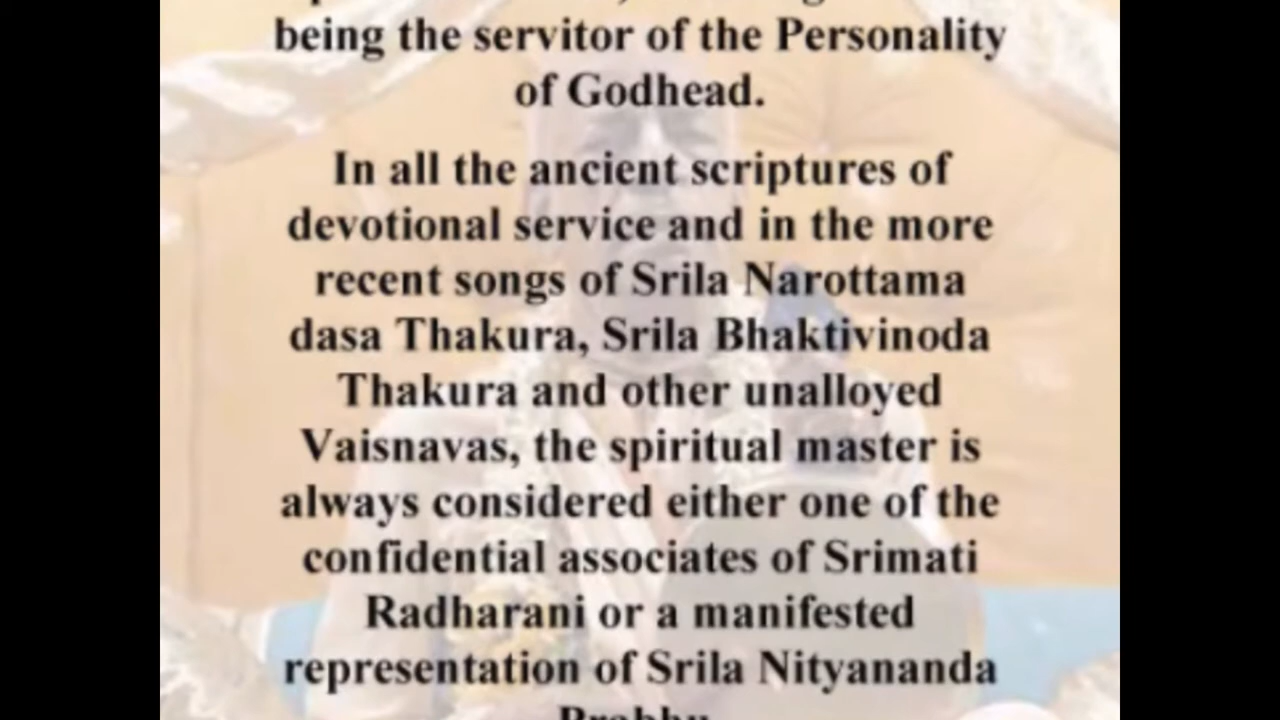 being the servitor of the Personality
of Godhead.
In all the ancient scriptures of
devotional service and in the more
recent songs of Srila Narottama
dasa Thakura, Srila Bhaktivinoda
Thakura and other unalloyed
Vaisnavas, the spiritual master is
always considered either one of the
confidential associates of Srimati
Radharani or a manifested
representation of Srila Nityananda
Prabhu